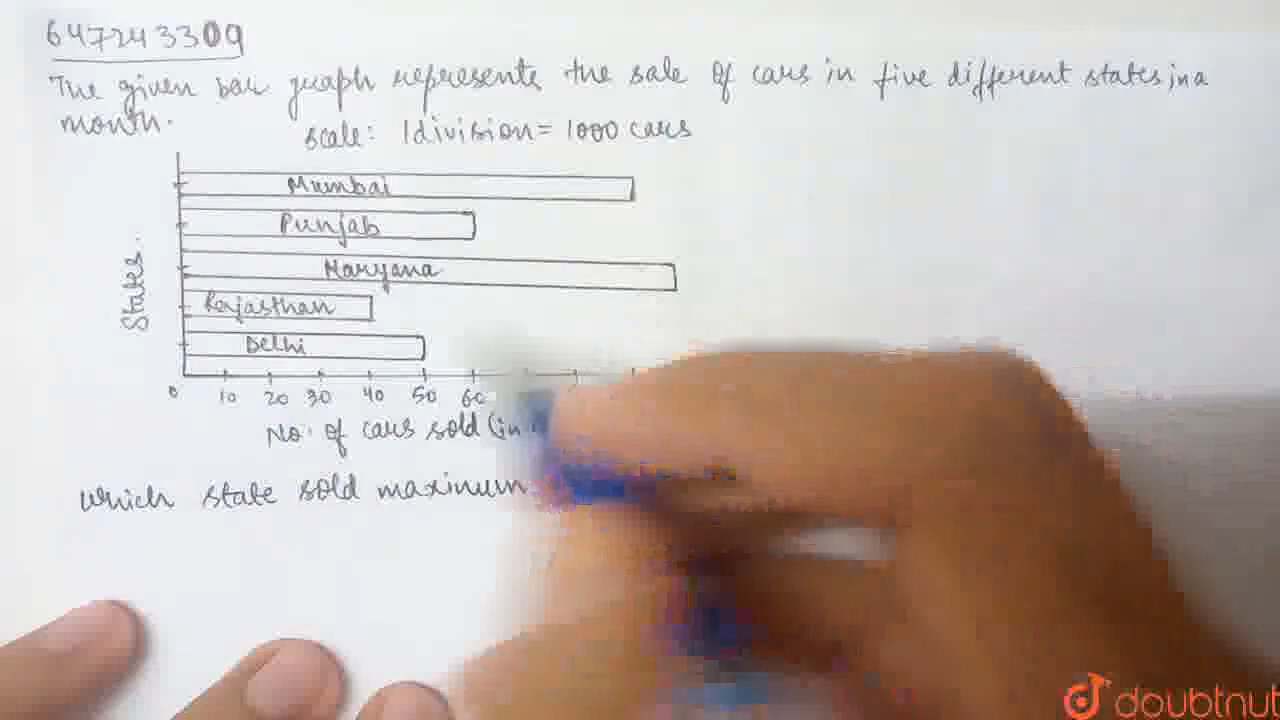 647243309
The given bar graph represents the sale of cars in five different states, in a
month.
scale: 1 division = 1000 cars
Mumbai
Punjab
Haryana
Rajasthan
Delhi
States.
0 10 20 30 40 50 60
No. of cars sold (in
Which state sold maximum
doubtnut